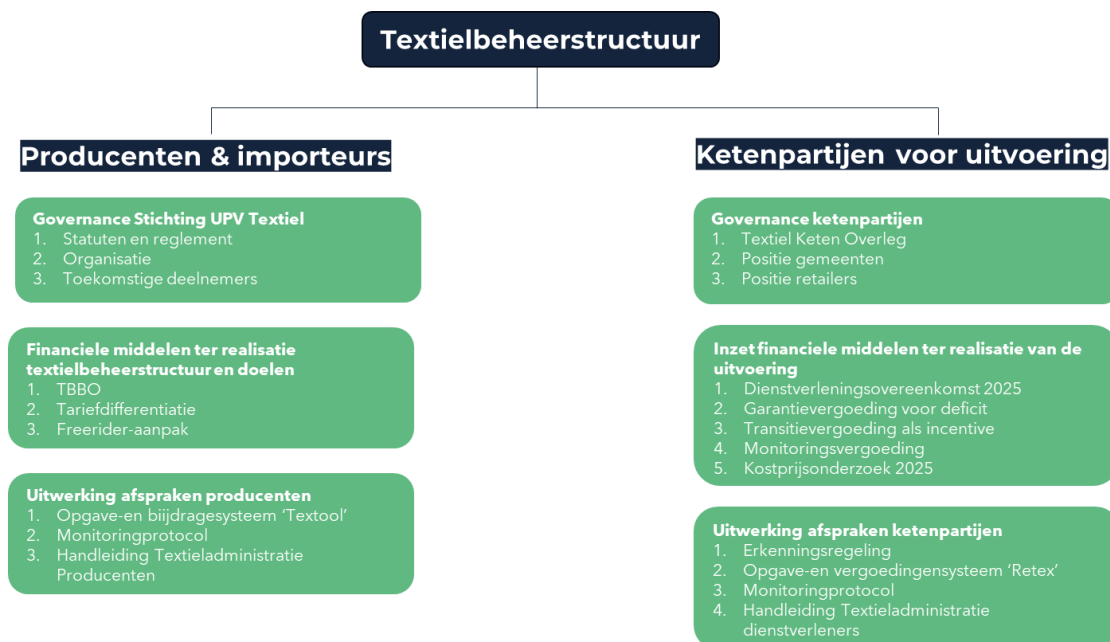 Textielbeheerstructuur
Producenten & importeurs
Governance Stichting UPV Textiel
1. Statuten en reglement
2. Organisatie
3. Toekomstige deelnemers
Financiele middelen ter realisatie
textielbeheerstructuur en doelen
1. TBBO
2. Tariefdifferentiatie
3. Freerider-aanpak
Uitwerking afspraken producenten
1. Opgave-en biijdragesysteem ‘Textool’
2. Monitoringprotocol
3. Handleiding Textieladministratie
Producenten
Ketenpartijen voor uitvoering
Governance ketenpartijen
1. Textiel Keten Overleg
2. Positie gemeenten
3. Positie retailers
Inzet financiele middelen ter realisatie van de
uitvoering
1. Dienstverleningsovereenkomst 2025
2. Garantievergoeding voor deficit
3. Transitievergoeding als incentive
4. Monitoringsvergoeding
5. Kostprijsonderzoek 2025
Uitwerking afspraken ketenpartijen
1. Erkenningsregeling
2. Opgave-en vergoedingensysteem ‘Retex’
3. Monitoringprotocol
4. Handleiding Textieladministratie
dienstverleners